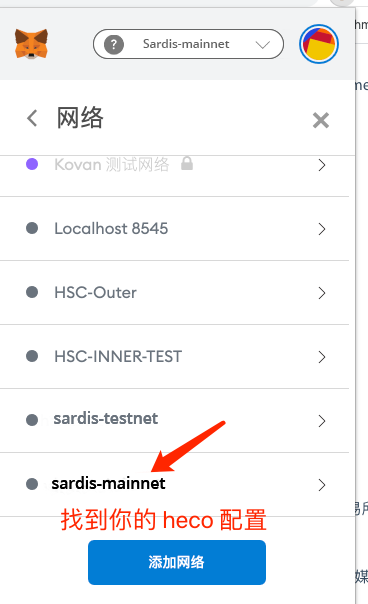 Sardis-mainnet
网络
Kovan 测试网络
Localhost 8545
HSC-Outer
HSC-INNER-TEST
sardis-testnet
sardis-mainnet
找到你的 heco 配置
添加网络